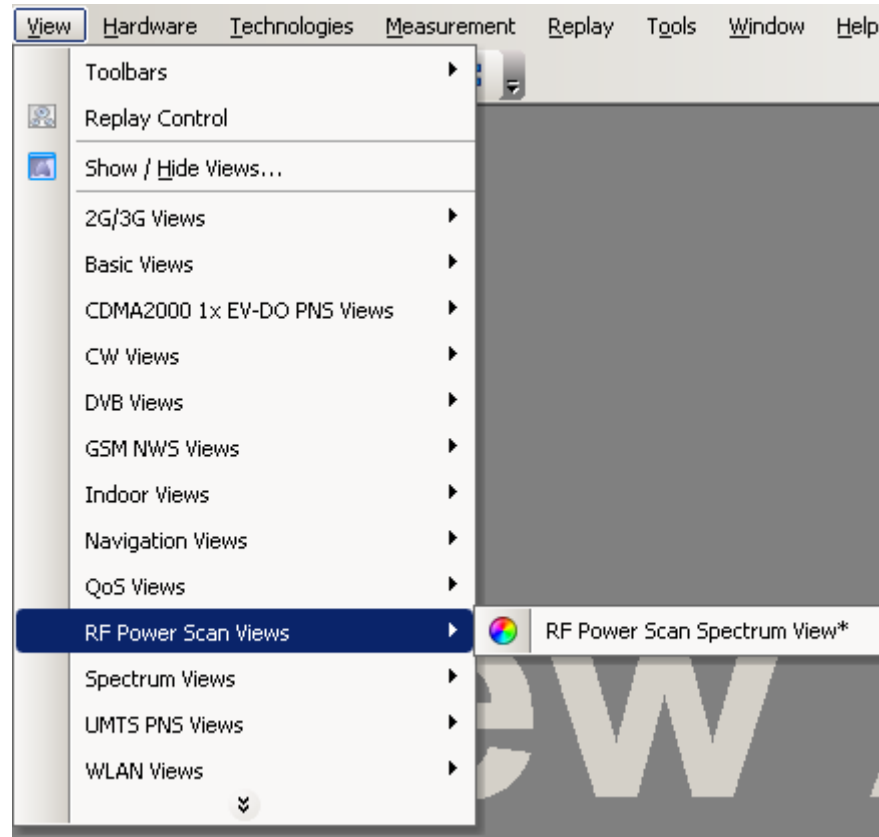 View Hardware Technologies Measurement Replay Tools Window Help
Toolbars
Replay Control
Show / Hide Views...
2G/3G Views
Basic Views
CDMA2000 1x EV-DO PNS Views
CW Views
DVB Views
GSM NWS Views
Indoor Views
Navigation Views
QoS Views
RF Power Scan Views
RF Power Scan Spectrum View*
Spectrum Views
UMTS PNS Views
WLAN Views